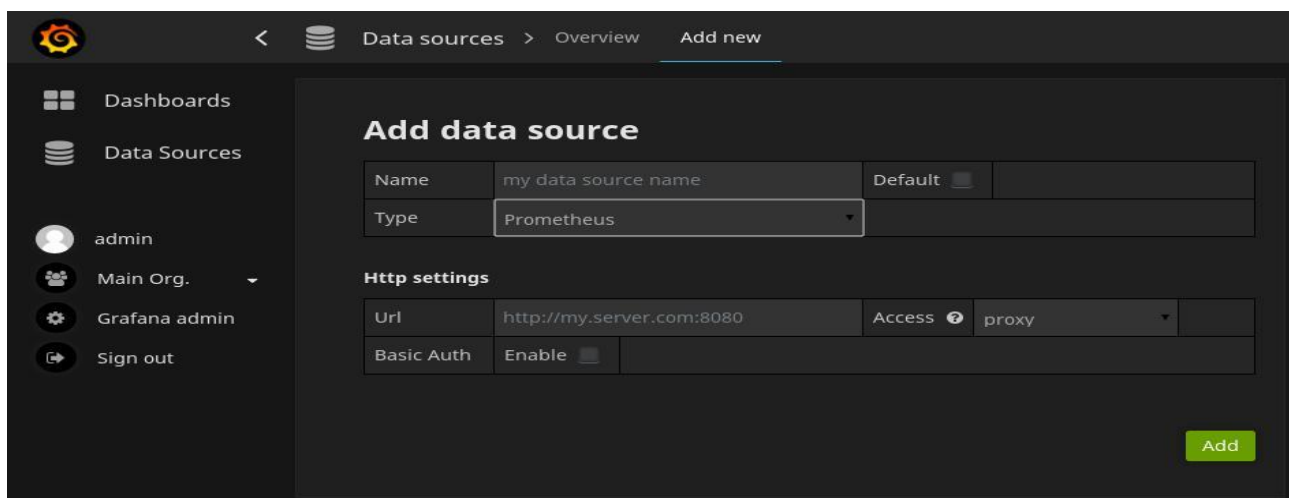 Data sources > Overview Add new
Dashboards
Data Sources
admin
Main Org.
Grafana admin
Sign out
Add data source
Name my data source name Default
Type Prometheus
Http settings
Url http://my.server.com:8080 Access ? proxy
Basic Auth Enable
Add